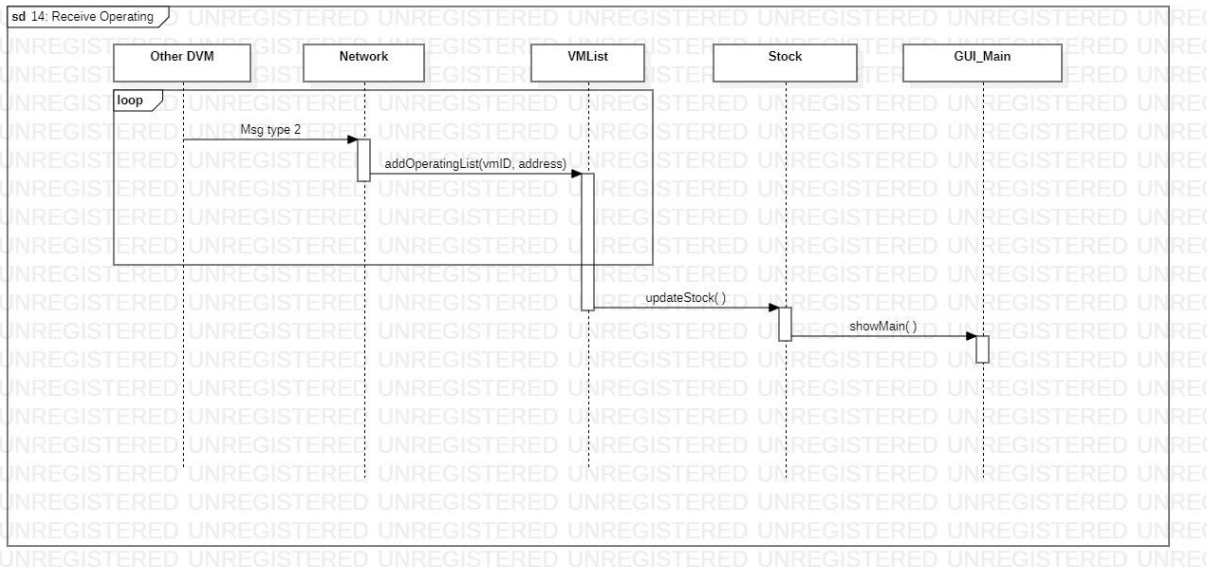 sd 14: Receive Operating
Other DVM
Network
VMList
Stock
GUI_Main
loop
Msg type 2
addOperatingList(vmID, address)
updateStock( )
showMain( )
UNREGISTERED